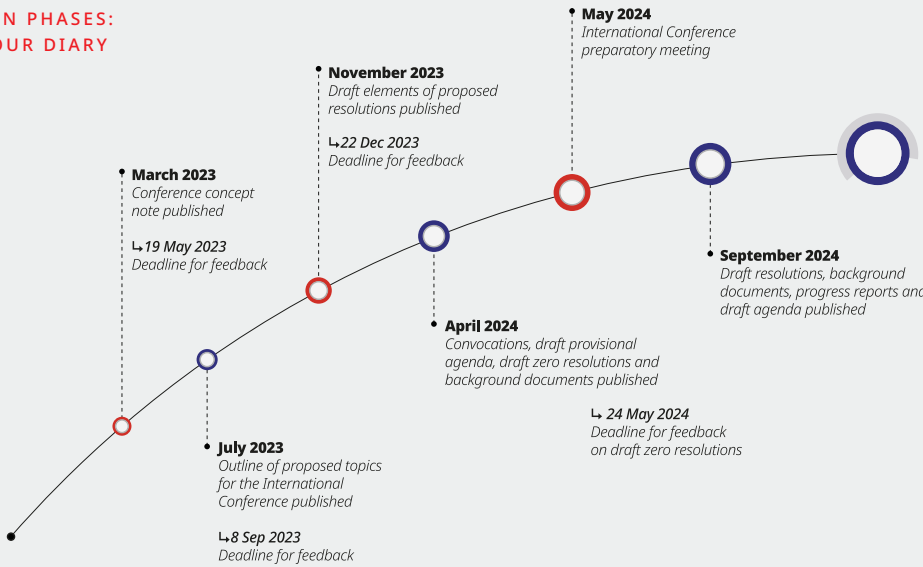 N PHASES:
OUR DIARY
March 2023
Conference concept
note published
↳19 May 2023
Deadline for feedback
July 2023
Outline of proposed topics
for the International
Conference published
↳8 Sep 2023
Deadline for feedback
November 2023
Draft elements of proposed
resolutions published
↳22 Dec 2023
Deadline for feedback
April 2024
Convocations, draft provisional
agenda, draft zero resolutions and
background documents published
↳ 24 May 2024
Deadline for feedback
on draft zero resolutions
May 2024
International Conference
preparatory meeting
September 2024
Draft resolutions, background
documents, progress reports and
draft agenda published